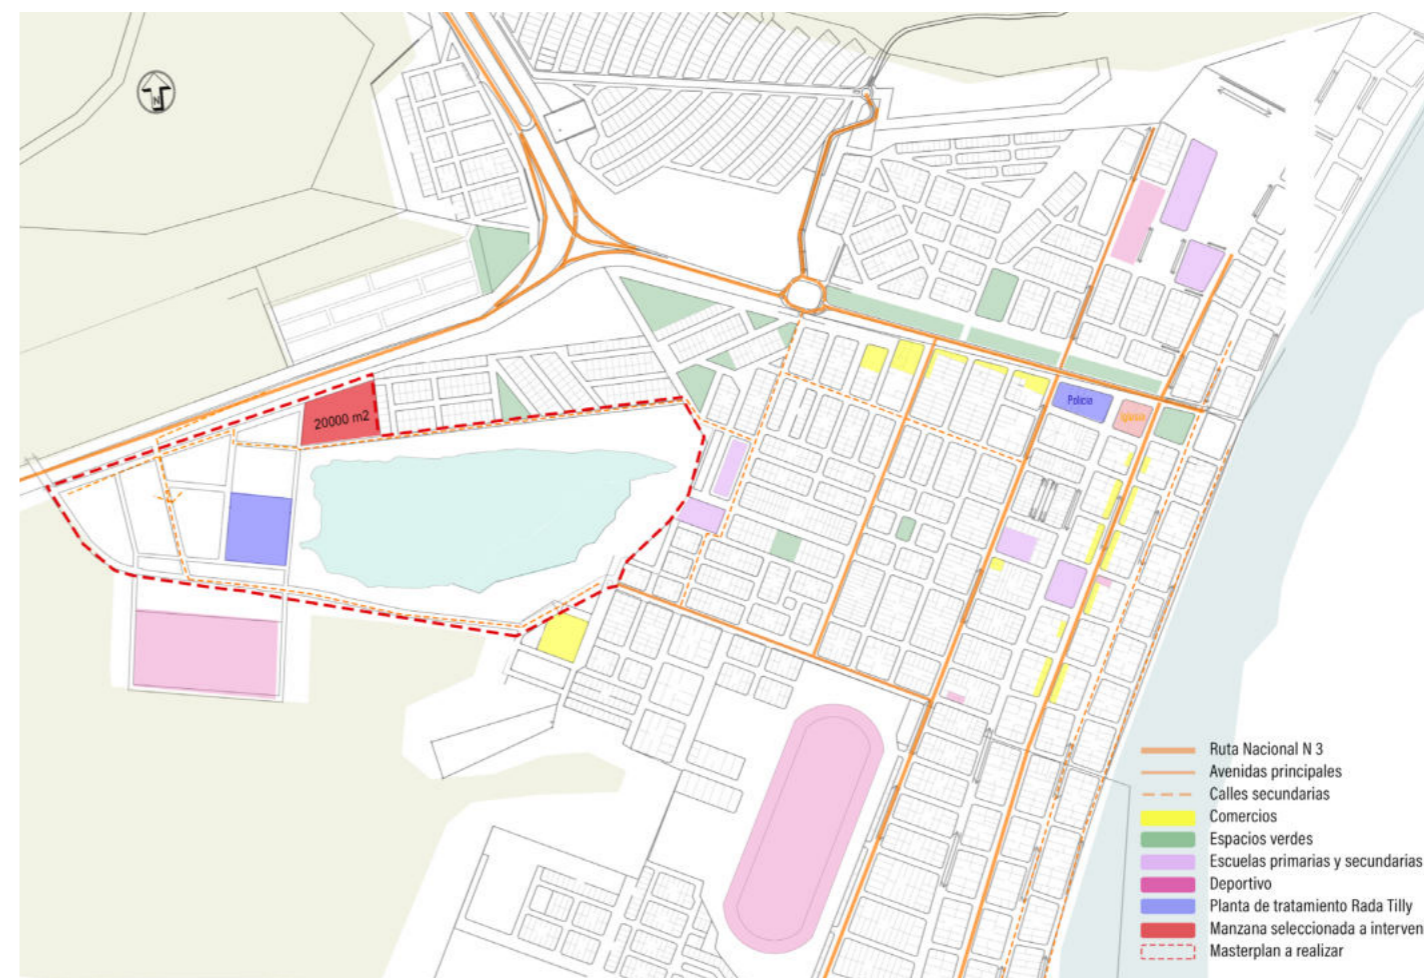 N
20000 m2
Policia
Iglesia
Ruta Nacional N 3
Avenidas principales
Calles secundarias
Comercios
Espacios verdes
Escuelas primarias y secundarias
Deportivo
Planta de tratamiento Rada Tilly
Manzana seleccionada a interven
Masterplan a realizar